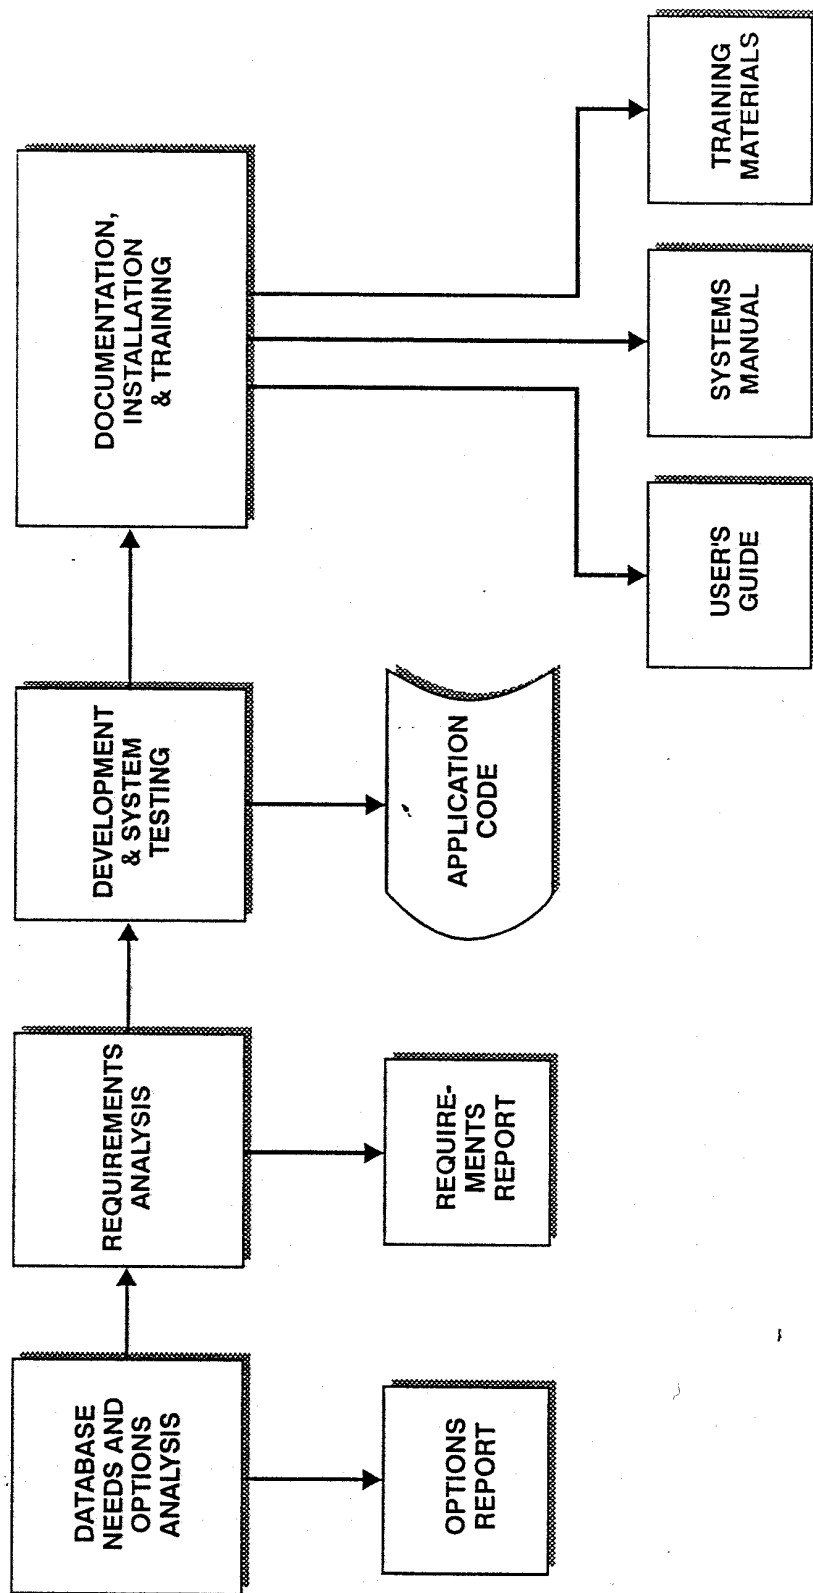 DATABASE
NEEDS AND
OPTIONS
ANALYSIS
REQUIREMENTS
ANALYSIS
DEVELOPMENT
& SYSTEM
TESTING
DOCUMENTATION,
INSTALLATION
& TRAINING
OPTIONS
REPORT
REQUIRE-
MENTS
REPORT
APPLICATION
CODE
USER'S
GUIDE
SYSTEMS
MANUAL
TRAINING
MATERIALS